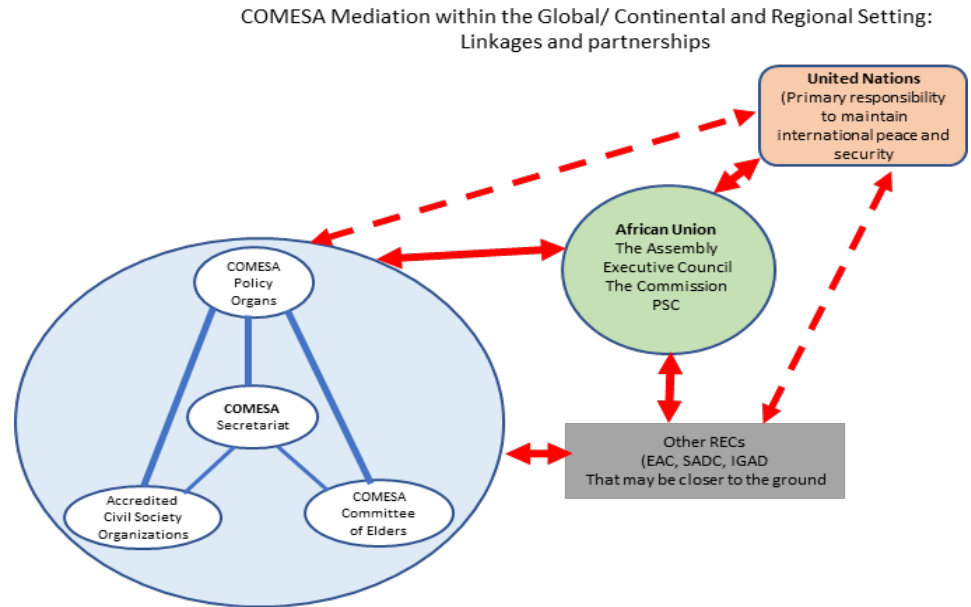 COMESA Mediation within the Global/ Continental and Regional Setting:
Linkages and partnerships
United Nations
(Primary responsibility
to maintain
international peace and
security
African Union
The Assembly
Executive Council
The Commission
PSC
COMESA
Policy
Organs
COMESA
Secretariat
Accredited
Civil Society
Organizations
COMESA
Committee
of Elders
Other RECs
(EAC, SADC, IGAD
That may be closer to the ground